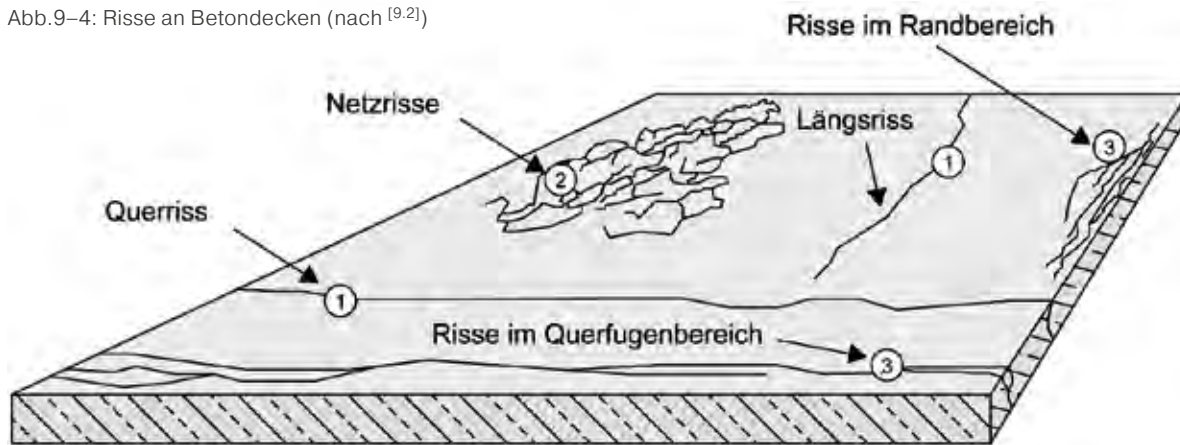 Abb.9–4: Risse an Betondecken (nach [9.2])
Risse im Randbereich
Netzrisse
Längsriss
3
1
2
Querriss
1
Risse im Querfugenbereich
3